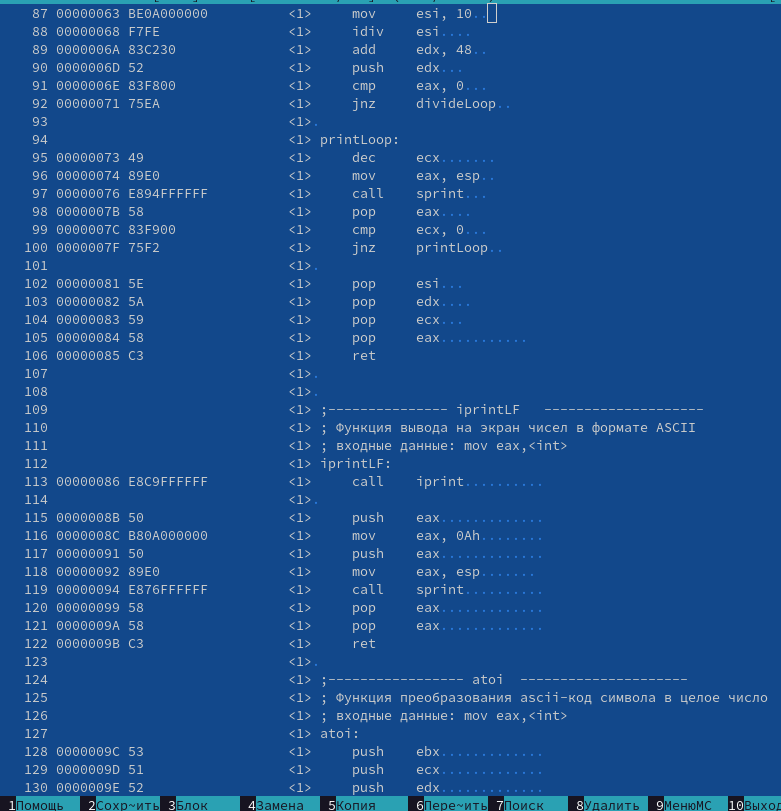 87 00000063 BE0A000000 <1> mov esi, 10..
88 00000068 F7FE <1> idiv esi....
89 0000006A 83C230 <1> add edx, 48..
90 0000006D 52 <1> push edx...
91 0000006E 83F800 <1> cmp eax, 0...
92 00000071 75EA <1> jnz divideLoop..
93 <1>.
94 <1> printLoop:
95 00000073 49 <1> dec ecx.......
96 00000074 89E0 <1> mov eax, esp..
97 00000076 E894FFFFFF <1> call sprint...
98 0000007B 58 <1> pop eax....
99 0000007C 83F900 <1> cmp ecx, 0...
100 0000007F 75F2 <1> jnz printLoop..
101 <1>.
102 00000081 5E <1> pop esi...
103 00000082 5A <1> pop edx....
104 00000083 59 <1> pop ecx...
105 00000084 58 <1> pop eax...........
106 00000085 C3 <1> ret
107 <1>.
108 <1>.
109 <1> ;--------------- iprintLF --------------------
110 <1> ; Функция вывода на экран чисел в формате ASCII
111 <1> ; входные данные: mov eax,<int>
112 <1> iprintLF:
113 00000086 E8C9FFFFFF <1> call iprint..........
114 <1>.
115 0000008B 50 <1> push eax.............
116 0000008C B80A000000 <1> mov eax, 0Ah........
117 00000091 50 <1> push eax.............
118 00000092 89E0 <1> mov eax, esp.......
119 00000094 E876FFFFFF <1> call sprint..........
120 00000099 58 <1> pop eax.............
121 0000009A 58 <1> pop eax.............
122 0000009B C3 <1> ret
123 <1>.
124 <1> ;----------------- atoi ---------------------
125 <1> ; Функция преобразования ascii-код символа в целое число
126 <1> ; входные данные: mov eax,<int>
127 <1> atoi:
128 0000009C 53 <1> push ebx.............
129 0000009D 51 <1> push ecx.............
130 0000009E 52 <1> push edx.............
1Помощь 2Сохр~ить 3Блок 4Замена 5Копия 6Пере~ить 7Поиск 8Удалить 9МенюMC 10Выхо